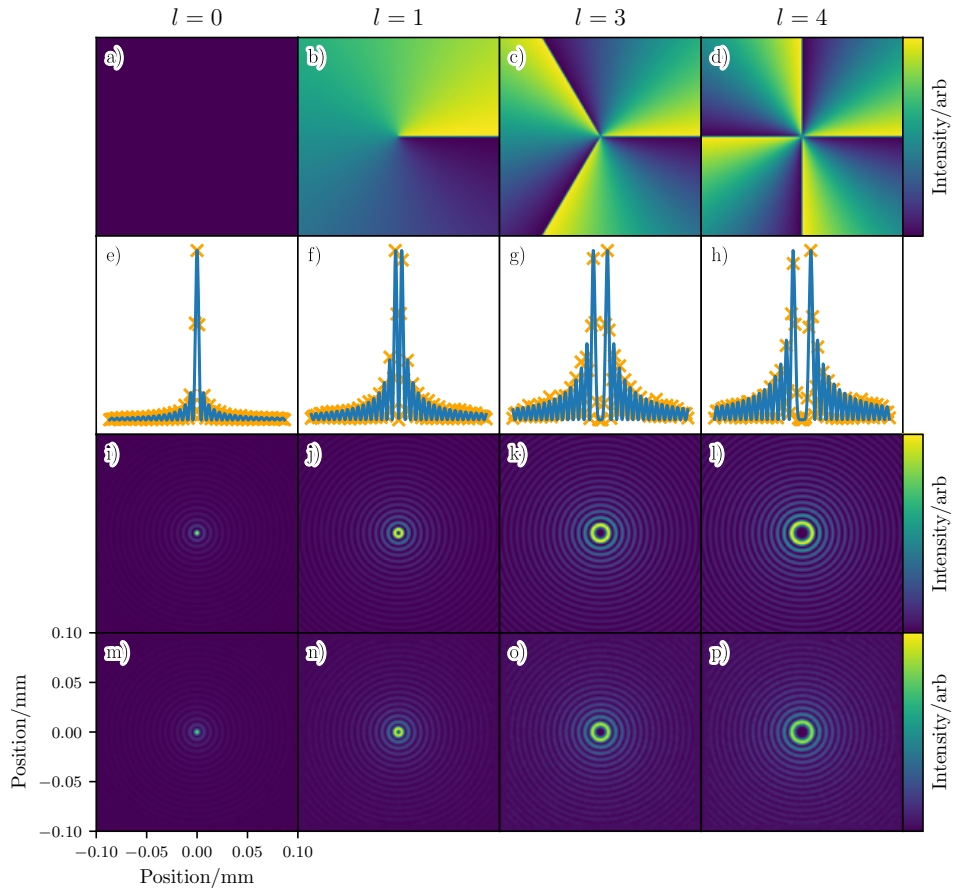 l = 0 l = 1 l = 3 l = 4
a) b) c) d)
Intensity/arb
e) f) g) h)
i) j) k) l)
Intensity/arb
m) n) o) p)
Intensity/arb
0.10
0.05
0.00
−0.05
−0.10
Position/mm
−0.10 −0.05 0.00 0.05 0.10
Position/mm